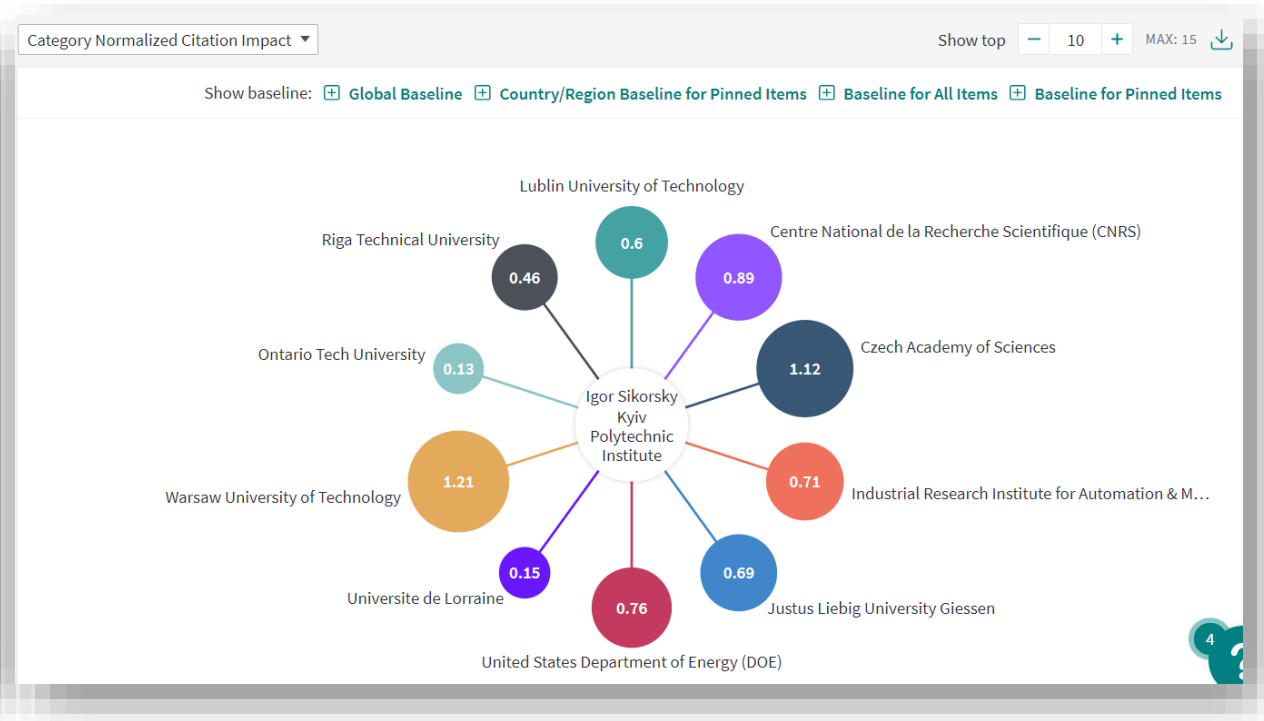 Category Normalized Citation Impact
Show top
10
MAX: 15
Show baseline:
Global Baseline
Country/Region Baseline for Pinned Items
Baseline for All Items
Baseline for Pinned Items
Lublin University of Technology
0.6
Centre National de la Recherche Scientifique (CNRS)
0.89
Riga Technical University
0.46
Czech Academy of Sciences
1.12
Ontario Tech University
0.13
Igor Sikorsky
Kyiv
Polytechnic
Institute
Warsaw University of Technology
1.21
0.71
Industrial Research Institute for Automation & M...
Universite de Lorraine
0.15
0.69
Justus Liebig University Giessen
0.76
United States Department of Energy (DOE)
4
?